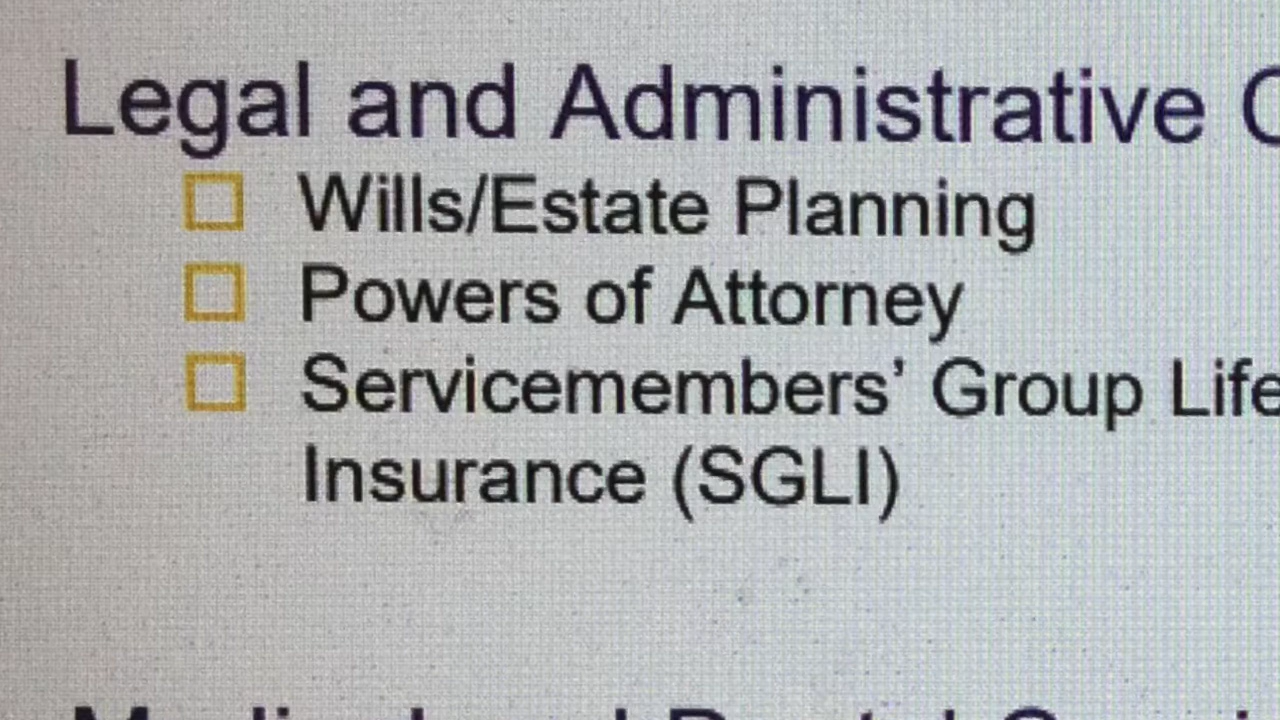 Legal and Administrative
Wills/Estate Planning
Powers of Attorney
Servicemembers’ Group Life
Insurance (SGLI)